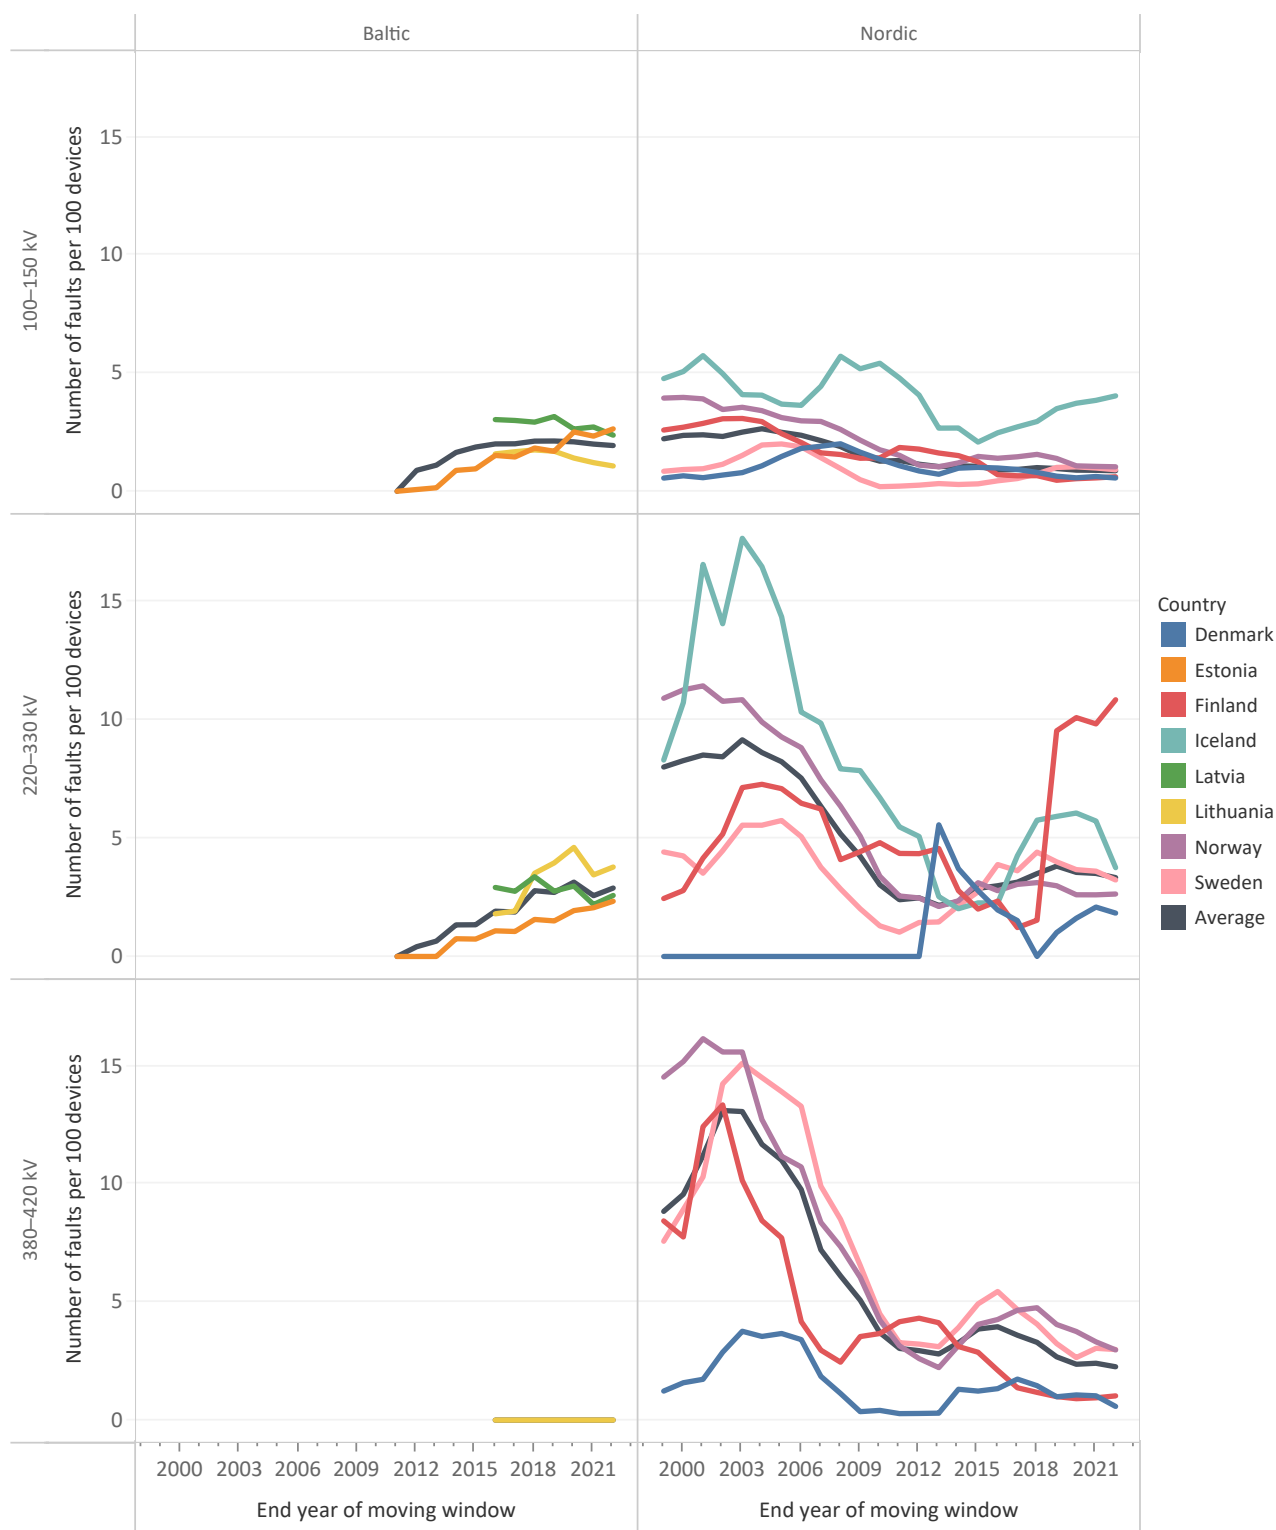 Baltic
Nordic
100–150 kV
Number of faults per 100 devices
15
10
5
0
220–330 kV
Number of faults per 100 devices
15
10
5
0
380–420 kV
Number of faults per 100 devices
15
10
5
0
2000 2003 2006 2009 2012 2015 2018 2021
2000 2003 2006 2009 2012 2015 2018 2021
End year of moving window
End year of moving window
Country
Denmark
Estonia
Finland
Iceland
Latvia
Lithuania
Norway
Sweden
Average